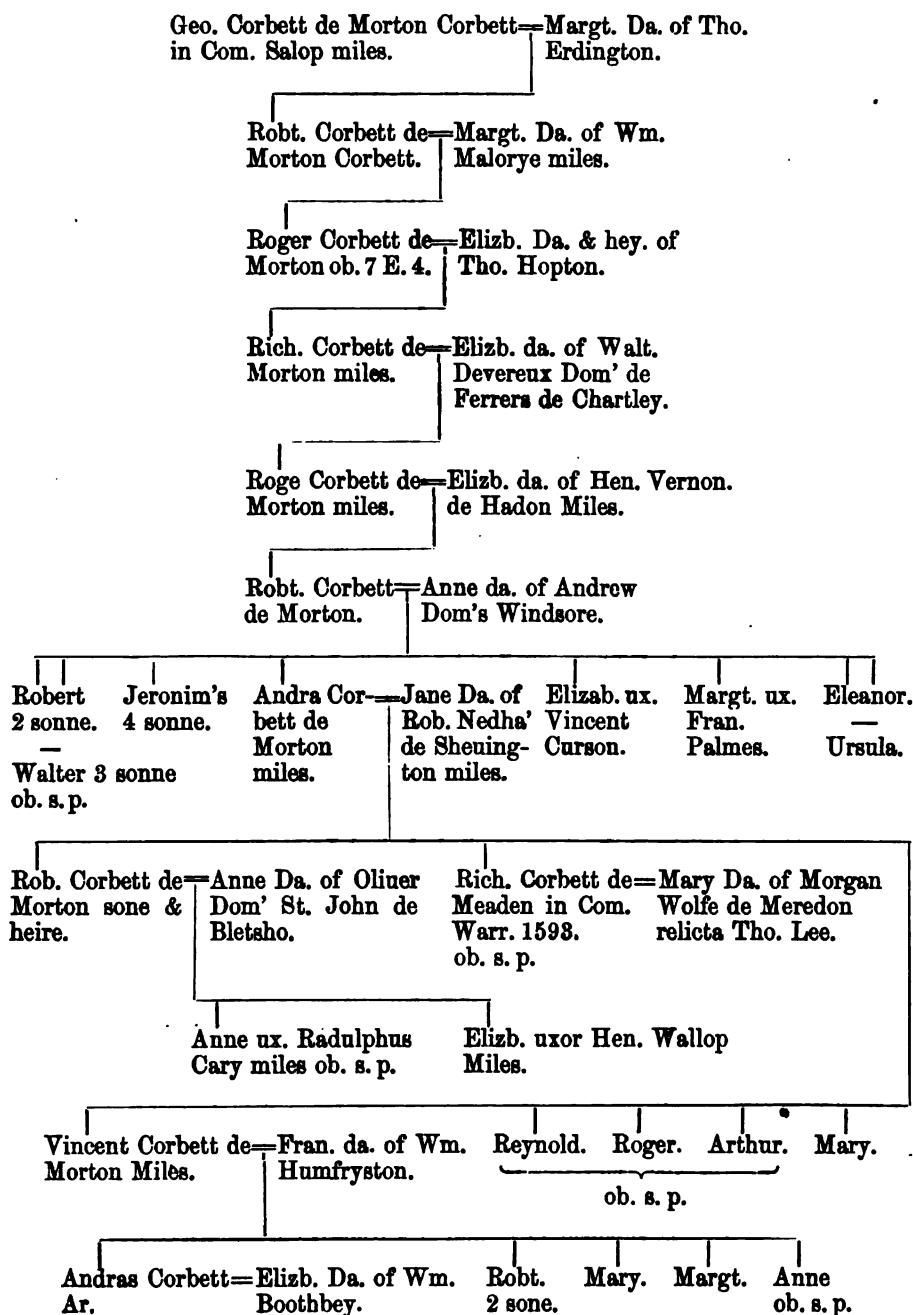 Geo. Corbett de Morton Corbett=Margt. Da. of Tho.
in Com. Salop miles. Erdington.
Robt. Corbett de=Margt. Da. of Wm.
Morton Corbett. Malorye miles.
Roger Corbett de=Elizb. Da. & hey. of
Morton ob. 7 E. 4. Tho. Hopton.
Rich. Corbett de=Elizb. da. of Walt.
Morton miles. Devereux Dom' de
Ferrers de Chartley.
Roge Corbett de=Elizb. da. of Hen. Vernon.
Morton miles. de Hadon Miles.
Robt. Corbett=Anne da. of Andrew
de Morton. Dom's Windsore.
Robert Jeronim's Andra Cor-=Jane Da. of Elizab. ux. Margt. ux. Eleanor.
2 sonne. 4 sonne. bett de Rob. Nedha' Vincent Fran. —
— Morton de Sheuing- Curson. Palmes. Ursula.
Walter 3 sonne miles. ton miles.
ob. s. p.
Rob. Corbett de=Anne Da. of Oliuer Rich. Corbett de=Mary Da. of Morgan
Morton sone & Dom' St. John de Meaden in Com. Wolfe de Meredon
heire. Bletsho. Warr. 1593. relicta Tho. Lee.
ob. s. p.
Anne ux. Radulphus Elizb. uxor Hen. Wallop
Cary miles ob. s. p. Miles.
Vincent Corbett de=Fran. da. of Wm. Reynold. Roger. Arthur. Mary.
Morton Miles. Humfryston.
ob. s. p.
Andras Corbett=Elizb. Da. of Wm. Robt. Mary. Margt. Anne
Ar. Boothbey. 2 sone. ob. s. p.